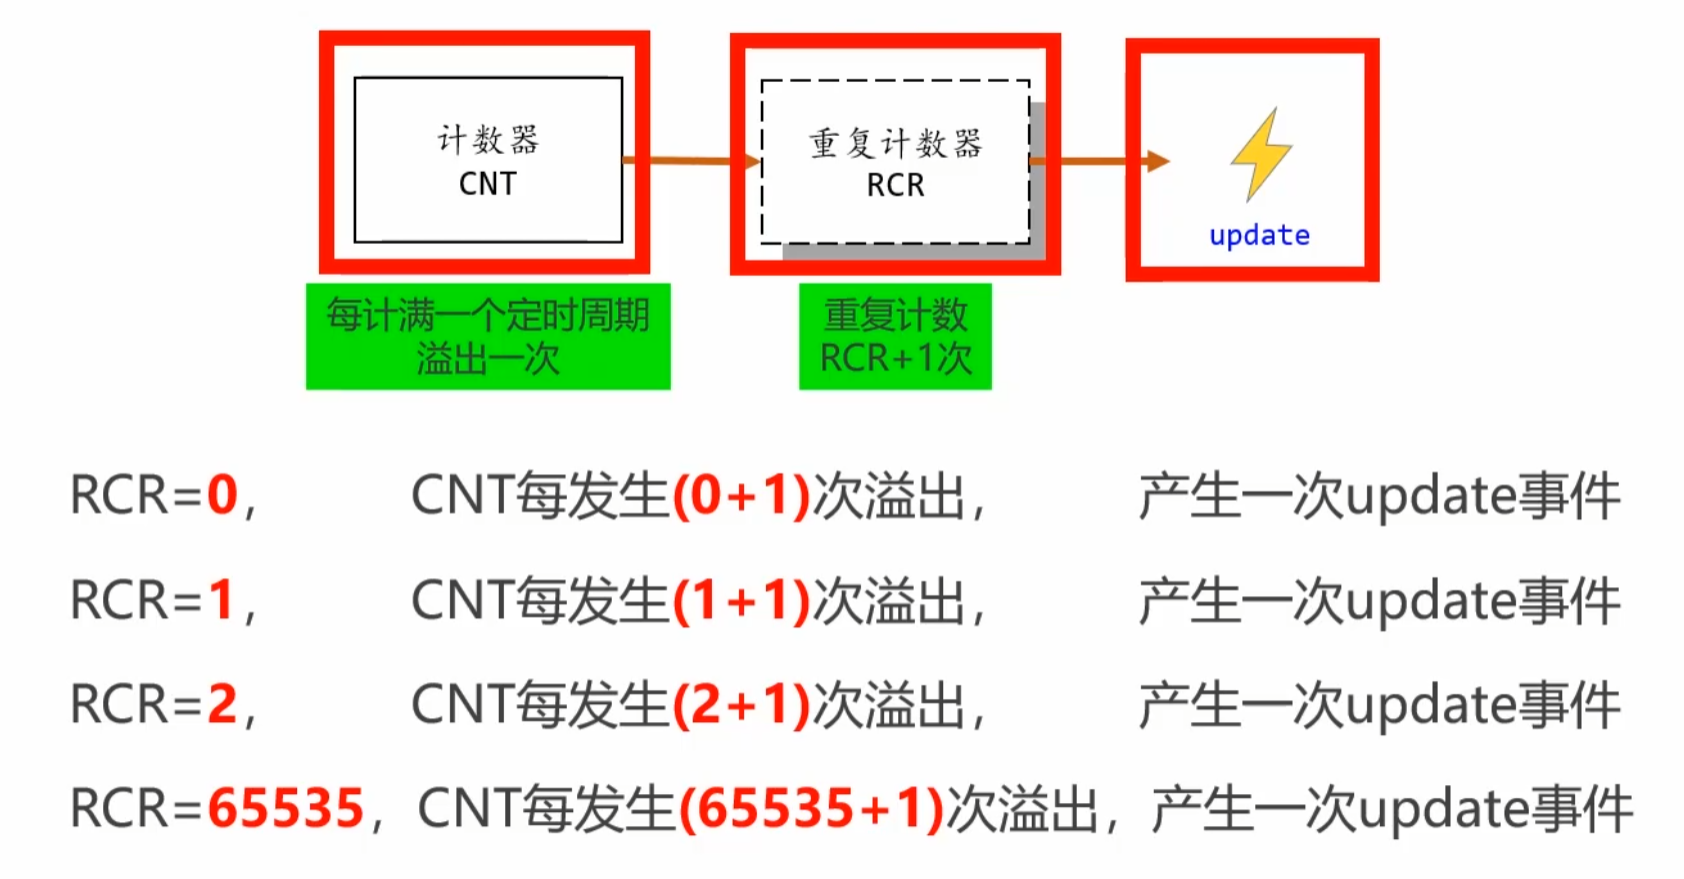 计数器
CNT
重复计数器
RCR
update
每计满一个定时周期
溢出一次
重复计数
RCR+1次
RCR=0， CNT每发生(0+1)次溢出， 产生一次update事件
RCR=1， CNT每发生(1+1)次溢出， 产生一次update事件
RCR=2， CNT每发生(2+1)次溢出， 产生一次update事件
RCR=65535，CNT每发生(65535+1)次溢出，产生一次update事件